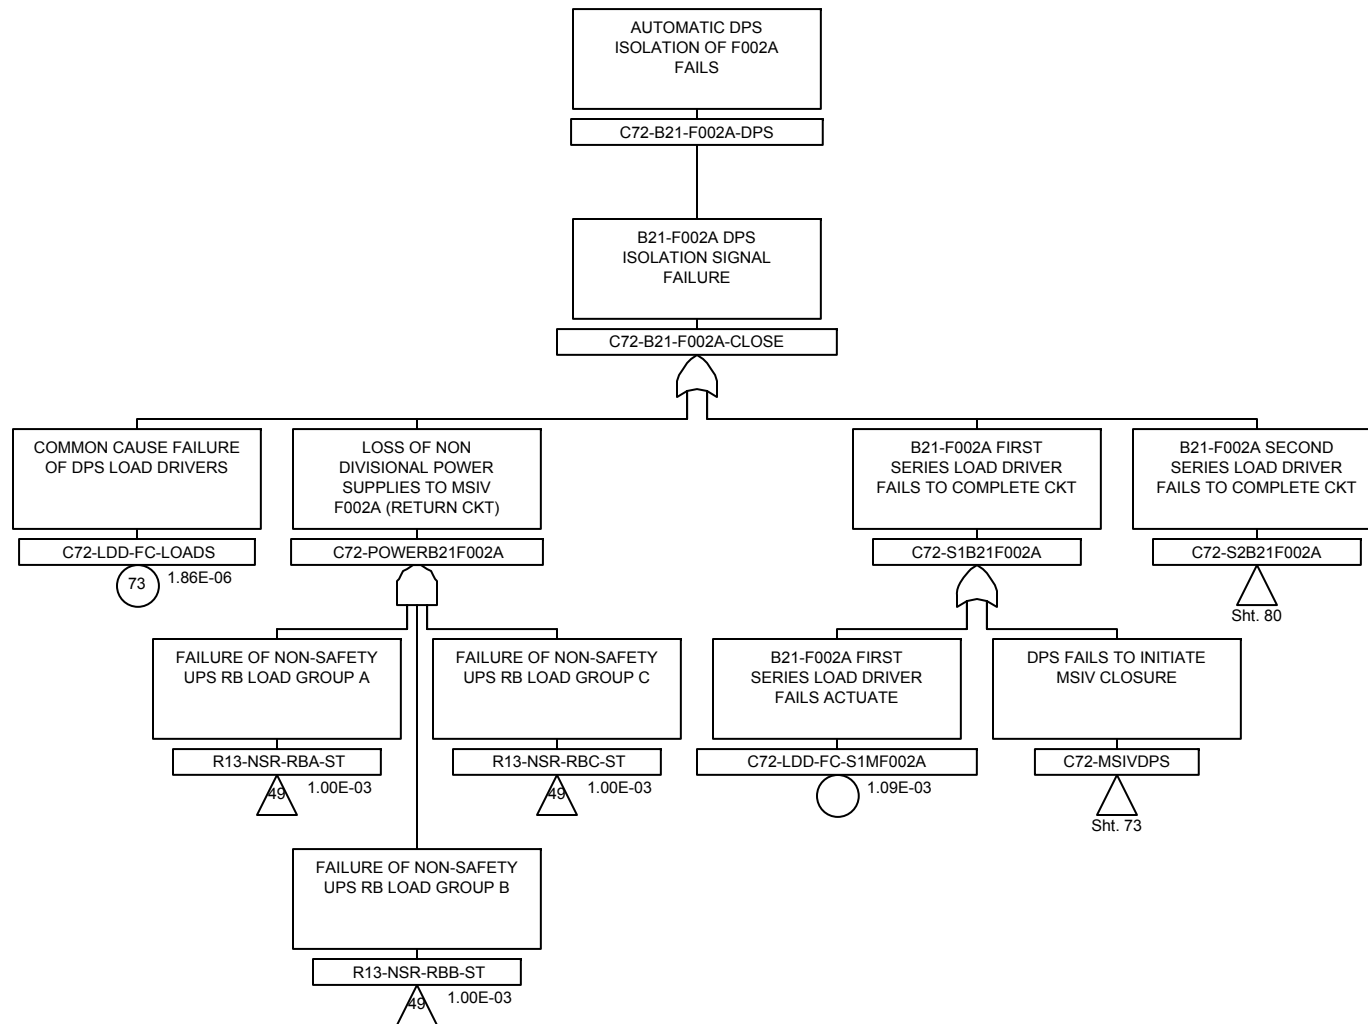 AUTOMATIC DPS
ISOLATION OF F002A
FAILS
C72-B21-F002A-DPS
B21-F002A DPS
ISOLATION SIGNAL
FAILURE
C72-B21-F002A-CLOSE
COMMON CAUSE FAILURE
OF DPS LOAD DRIVERS
C72-LDD-FC-LOADS
73
1.86E-06
LOSS OF NON
DIVISIONAL POWER
SUPPLIES TO MSIV
F002A (RETURN CKT)
C72-POWERB21F002A
B21-F002A FIRST
SERIES LOAD DRIVER
FAILS TO COMPLETE CKT
C72-S1B21F002A
B21-F002A SECOND
SERIES LOAD DRIVER
FAILS TO COMPLETE CKT
C72-S2B21F002A
Sht. 80
FAILURE OF NON-SAFETY
UPS RB LOAD GROUP A
R13-NSR-RBA-ST
49
1.00E-03
FAILURE OF NON-SAFETY
UPS RB LOAD GROUP C
R13-NSR-RBC-ST
49
1.00E-03
B21-F002A FIRST
SERIES LOAD DRIVER
FAILS ACTUATE
C72-LDD-FC-S1MF002A
1.09E-03
DPS FAILS TO INITIATE
MSIV CLOSURE
C72-MSIVDPS
Sht. 73
FAILURE OF NON-SAFETY
UPS RB LOAD GROUP B
R13-NSR-RBB-ST
49
1.00E-03